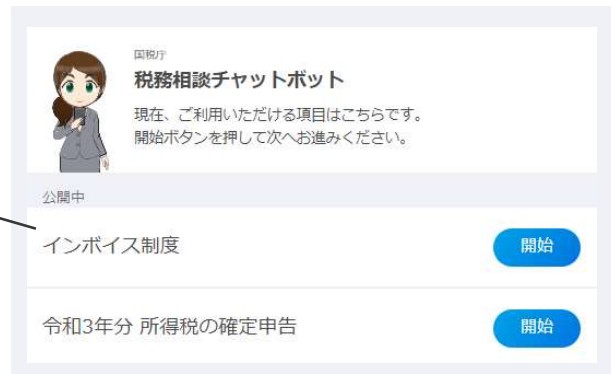 国税庁
税務相談チャットボット
現在、ご利用いただける項目はこちらです。
開始ボタンを押して次へお進みください。
公開中
インボイス制度
開始
令和3年分 所得税の確定申告
開始